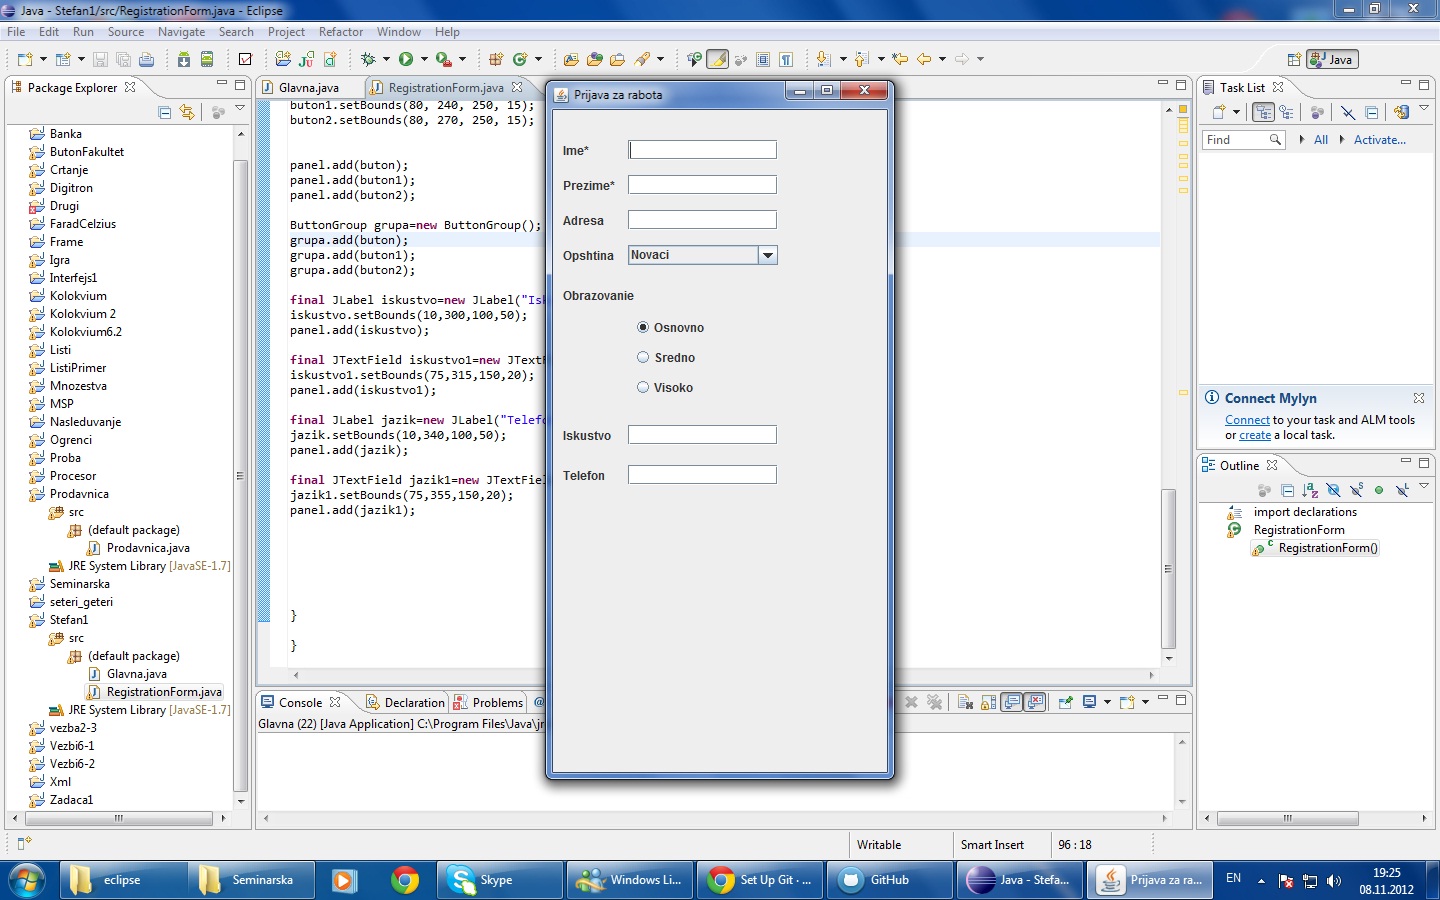 Java - Stefan1/src/RegistrationForm.java - Eclipse
File Edit Run Source Navigate Search Project Refactor Window Help
Java
Package Explorer
Banka
ButonFakultet
Crtanje
Digitron
Drugi
FaradCelzius
Frame
Igra
Interfejs1
Kolokvium
Kolokvium 2
Kolokvium6.2
Listi
ListiPrimer
Mnozestva
MSP
Nasleduvanje
Ogrenci
Proba
Procesor
Prodavnica
src
(default package)
Prodavnica.java
JRE System Library [JavaSE-1.7]
Seminarska
seteri_geteri
Stefan1
src
(default package)
Glavna.java
RegistrationForm.java
JRE System Library [JavaSE-1.7]
vezba2-3
Vezbi6-1
Vezbi6-2
Xml
Zadaca1
Glavna.java RegistrationForm.java
buton1.setBounds(80, 240, 250, 15);
buton2.setBounds(80, 270, 250, 15);
panel.add(buton);
panel.add(buton1);
panel.add(buton2);
ButtonGroup grupa=new ButtonGroup();
grupa.add(buton);
grupa.add(buton1);
grupa.add(buton2);
final JLabel iskustvo=new JLabel("Isk
iskustvo.setBounds(10,300,100,50);
panel.add(iskustvo);
final JTextField iskustvo1=new JTextF
iskustvo1.setBounds(75,315,150,20);
panel.add(iskustvo1);
final JLabel jazik=new JLabel("Telefo
jazik.setBounds(10,340,100,50);
panel.add(jazik);
final JTextField jazik1=new JTextFiel
jazik1.setBounds(75,355,150,20);
panel.add(jazik1);
}
}
Prijava za rabota
Ime*
Prezime*
Adresa
Opshtina Novaci
Obrazovanie
Osnovno
Sredno
Visoko
Iskustvo
Telefon
Console Declaration Problems @
Glavna (22) [Java Application] C:\Program Files\Java\jr
Task List
Find All Activate...
Connect Mylyn
Connect to your task and ALM tools
or create a local task.
Outline
import declarations
RegistrationForm
RegistrationForm()
Writable Smart Insert 96 : 18
eclipse Seminarska Skype Windows Li... Set Up Git · ... GitHub Java - Stefa... Prijava za ra... EN 19:25
08.11.2012